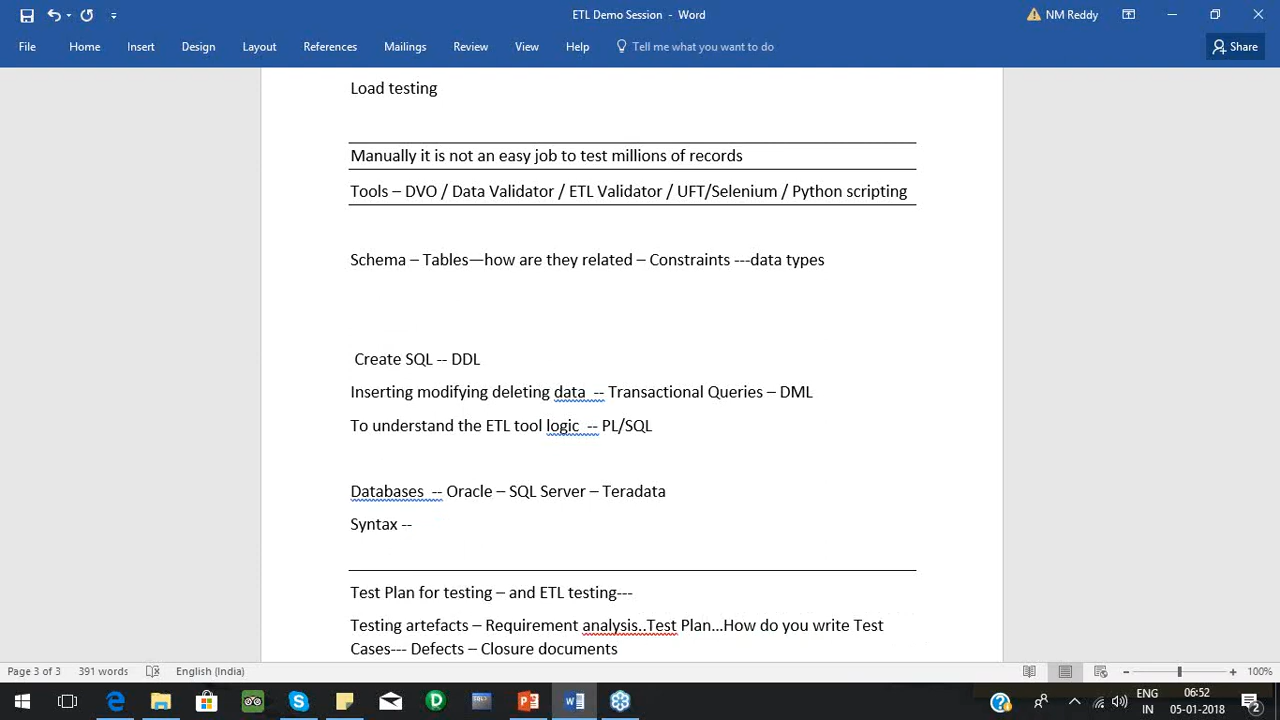 ETL Demo Session - Word
NM Reddy
File Home Insert Design Layout References Mailings Review View Help Tell me what you want to do Share
Load testing
Manually it is not an easy job to test millions of records
Tools – DVO / Data Validator / ETL Validator / UFT/Selenium / Python scripting
Schema – Tables—how are they related – Constraints ---data types
Create SQL -- DDL
Inserting modifying deleting data -- Transactional Queries – DML
To understand the ETL tool logic -- PL/SQL
Databases -- Oracle – SQL Server – Teradata
Syntax --
Test Plan for testing – and ETL testing---
Testing artefacts – Requirement analysis..Test Plan...How do you write Test
Cases--- Defects – Closure documents
Page 3 of 3 391 words English (India) 100%
ENG 06:52
IN 05-01-2018 2